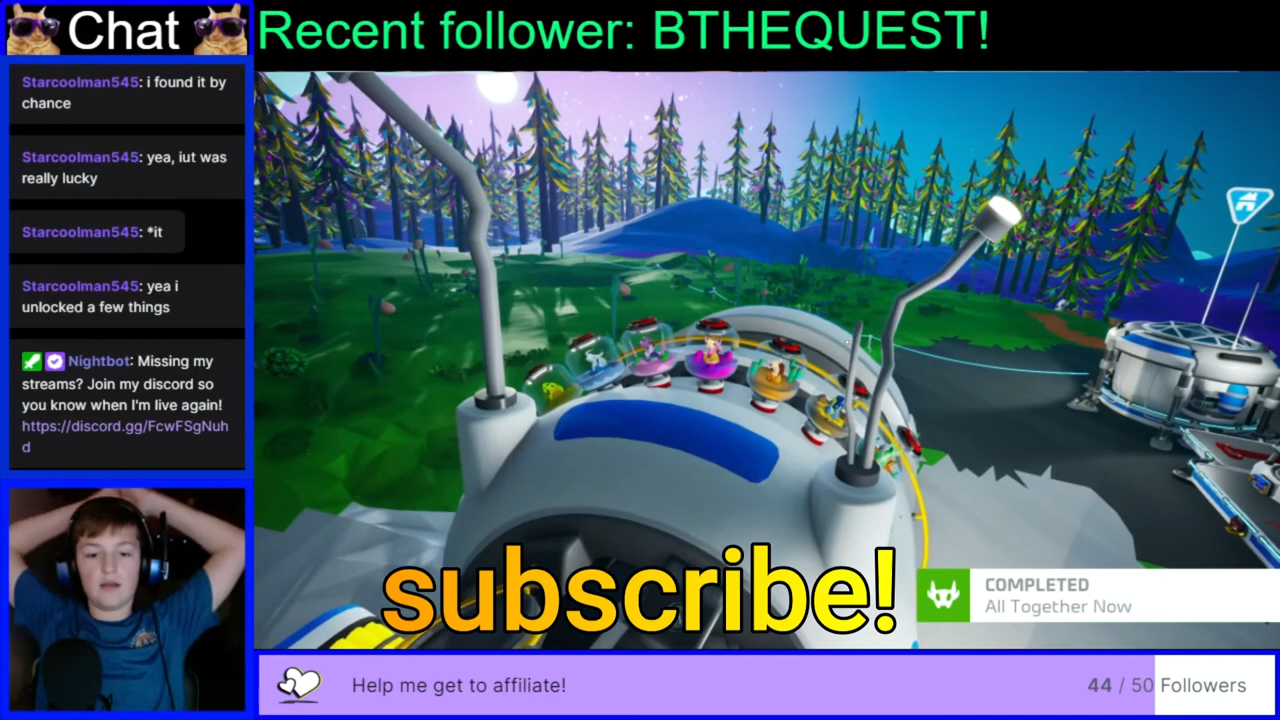 Chat
Recent follower: BTHEQUEST!
Starcoolman545: i found it by
chance
Starcoolman545: yea, iut was
really lucky
Starcoolman545: *it
Starcoolman545: yea i
unlocked a few things
Nightbot: Missing my
streams? Join my discord so
you know when I'm live again!
https://discord.gg/FcwFSgNuh
d
subscribe!
COMPLETED
All Together Now
Help me get to affiliate!
44 / 50 Followers